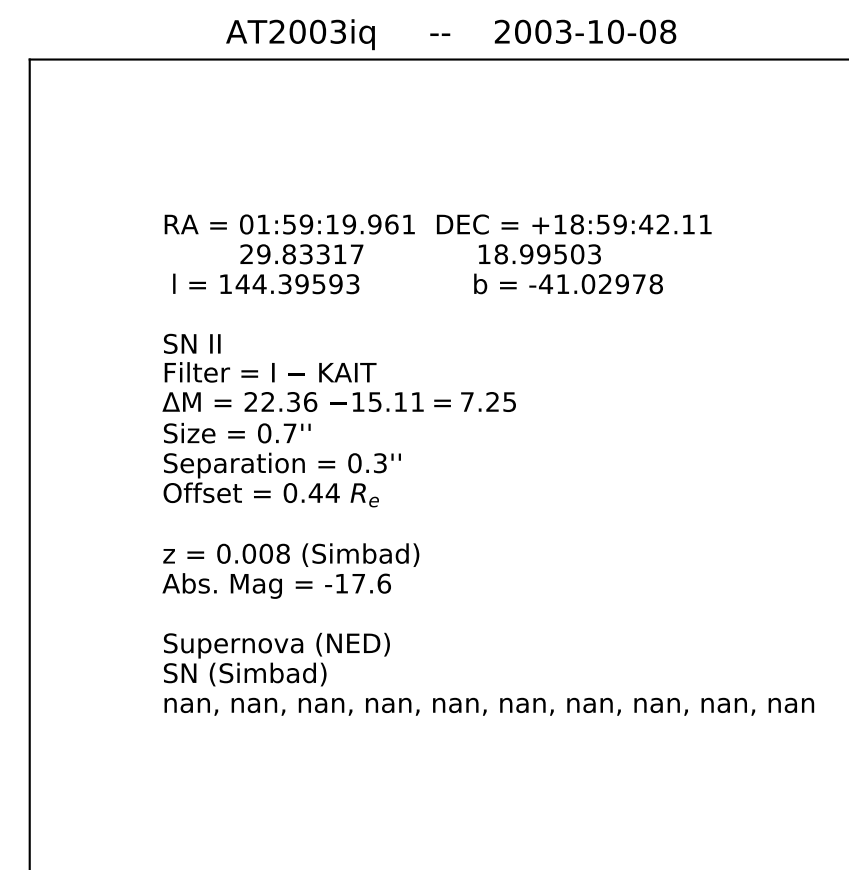 AT2003iq -- 2003-10-08
RA = 01:59:19.961 DEC = +18:59:42.11
29.83317 18.99503
l = 144.39593 b = -41.02978
SN II
Filter = I − KAIT
ΔM = 22.36 −15.11 = 7.25
Size = 0.7''
Separation = 0.3''
Offset = 0.44 Re
z = 0.008 (Simbad)
Abs. Mag = -17.6
Supernova (NED)
SN (Simbad)
nan, nan, nan, nan, nan, nan, nan, nan, nan, nan